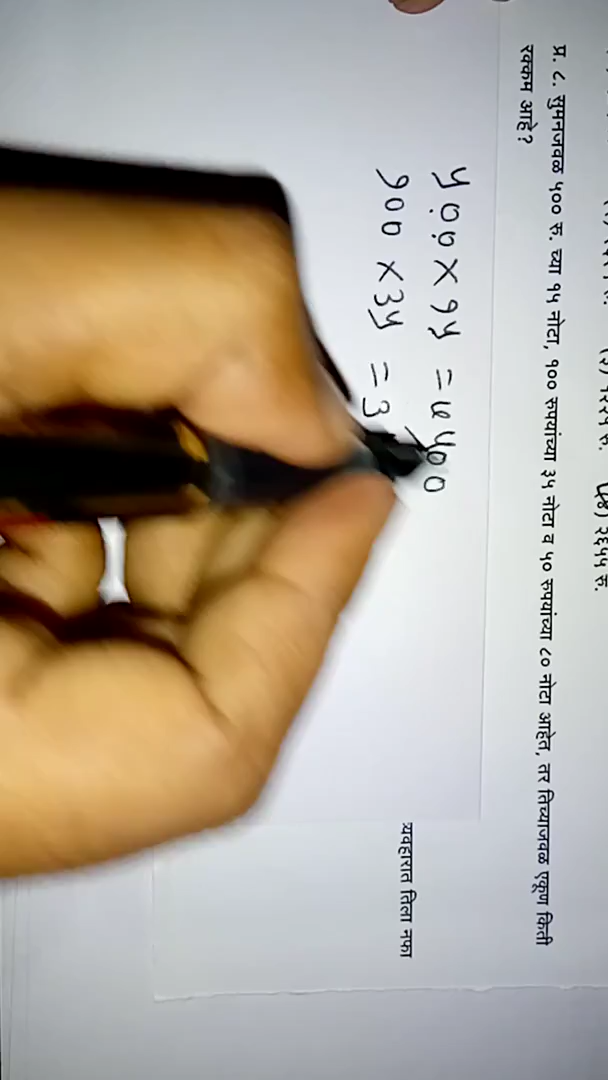 २६५५ रु.
प्र. ८. सुमनजवळ ५०० रु. च्या १५ नोटा, १०० रुपयांच्या ३५ नोटा व ५० रुपयांच्या ८० नोटा आहेत, तर तिच्याजवळ एकूण किती
रक्कम आहे?
५०० × १५ = ७५००
१०० × ३५ = ३
व्यवहारात तिला नफा